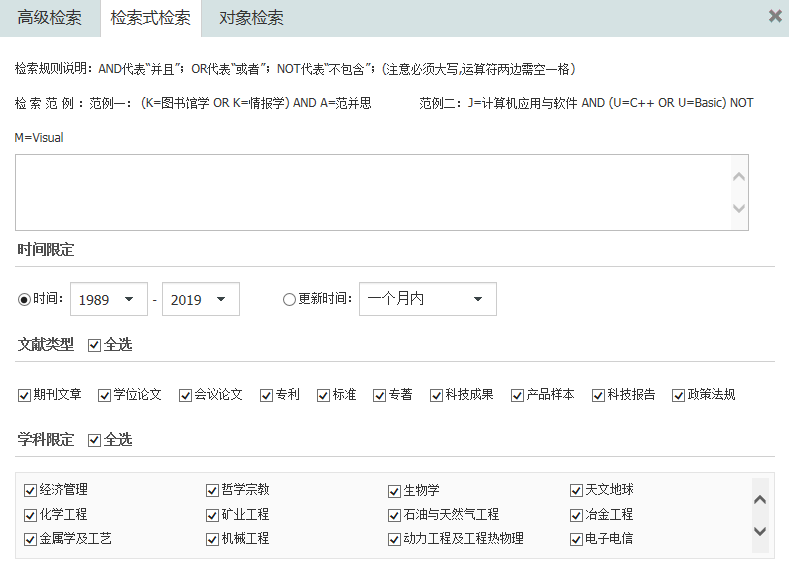 高级检索 检索式检索 对象检索
检索规则说明：AND代表“并且”；OR代表“或者”；NOT代表“不包含”；(注意必须大写,运算符两边需空一格)
检 索 范 例 ：范例一： (K=图书馆学 OR K=情报学) AND A=范并思 范例二：J=计算机应用与软件 AND (U=C++ OR U=Basic) NOT
M=Visual
时间限定
时间： 1989 - 2019 更新时间： 一个月内
文献类型 全选
期刊文章 学位论文 会议论文 专利 标准 专著 科技成果 产品样本 科技报告 政策法规
学科限定 全选
经济管理 哲学宗教 生物学 天文地球
化学工程 矿业工程 石油与天然气工程 冶金工程
金属学及工艺 机械工程 动力工程及工程热物理 电子电信